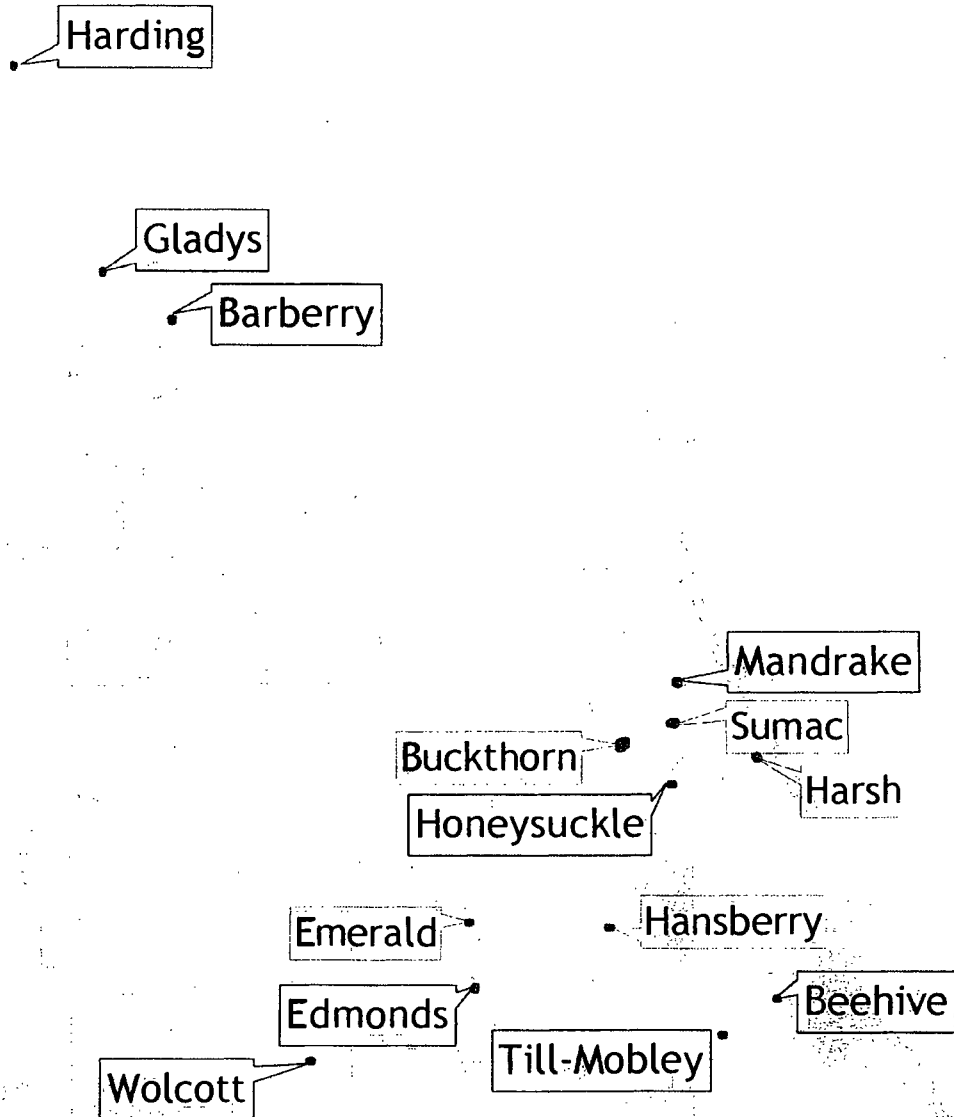 Harding
Gladys
Barberry
Mandrake
Sumac
Buckthorn
Harsh
Honeysuckle
Emerald
Hansberry
Edmonds
Beehive
Till-Mobley
Wolcott